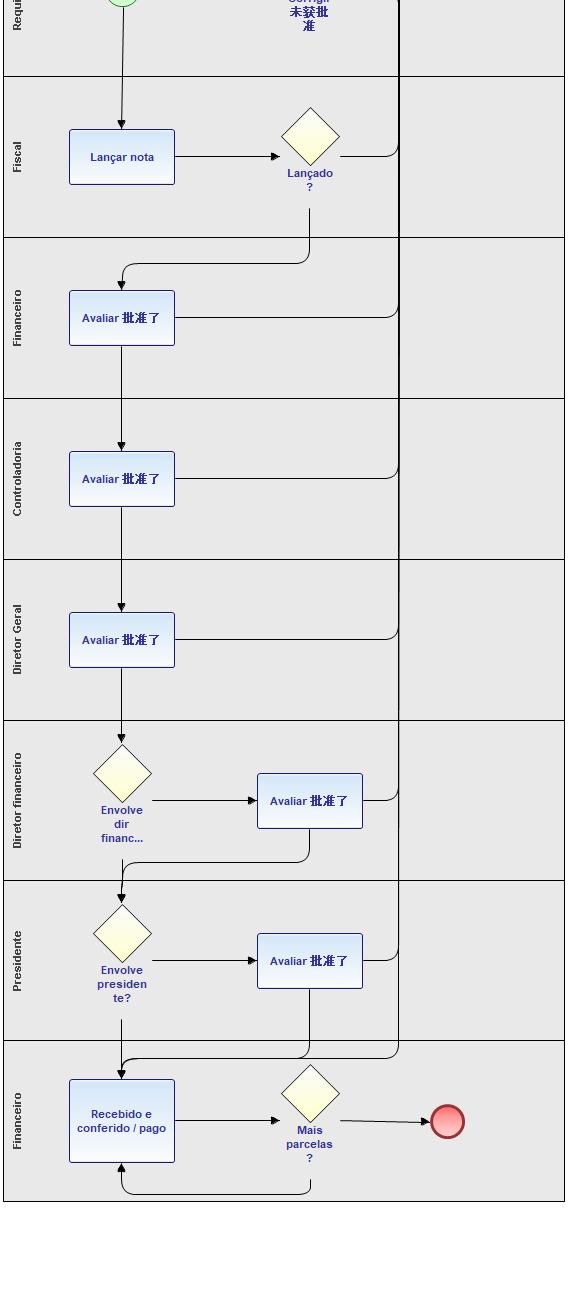 Requi
未获批
准
Fiscal
Lançar nota
Lançado
?
Financeiro
Avaliar 批准了
Controladoria
Avaliar 批准了
Diretor Geral
Avaliar 批准了
Diretor financeiro
Envolve
dir
financ...
Avaliar 批准了
Presidente
Envolve
presiden
te?
Avaliar 批准了
Financeiro
Recebido e
conferido / pago
Mais
parcelas
?